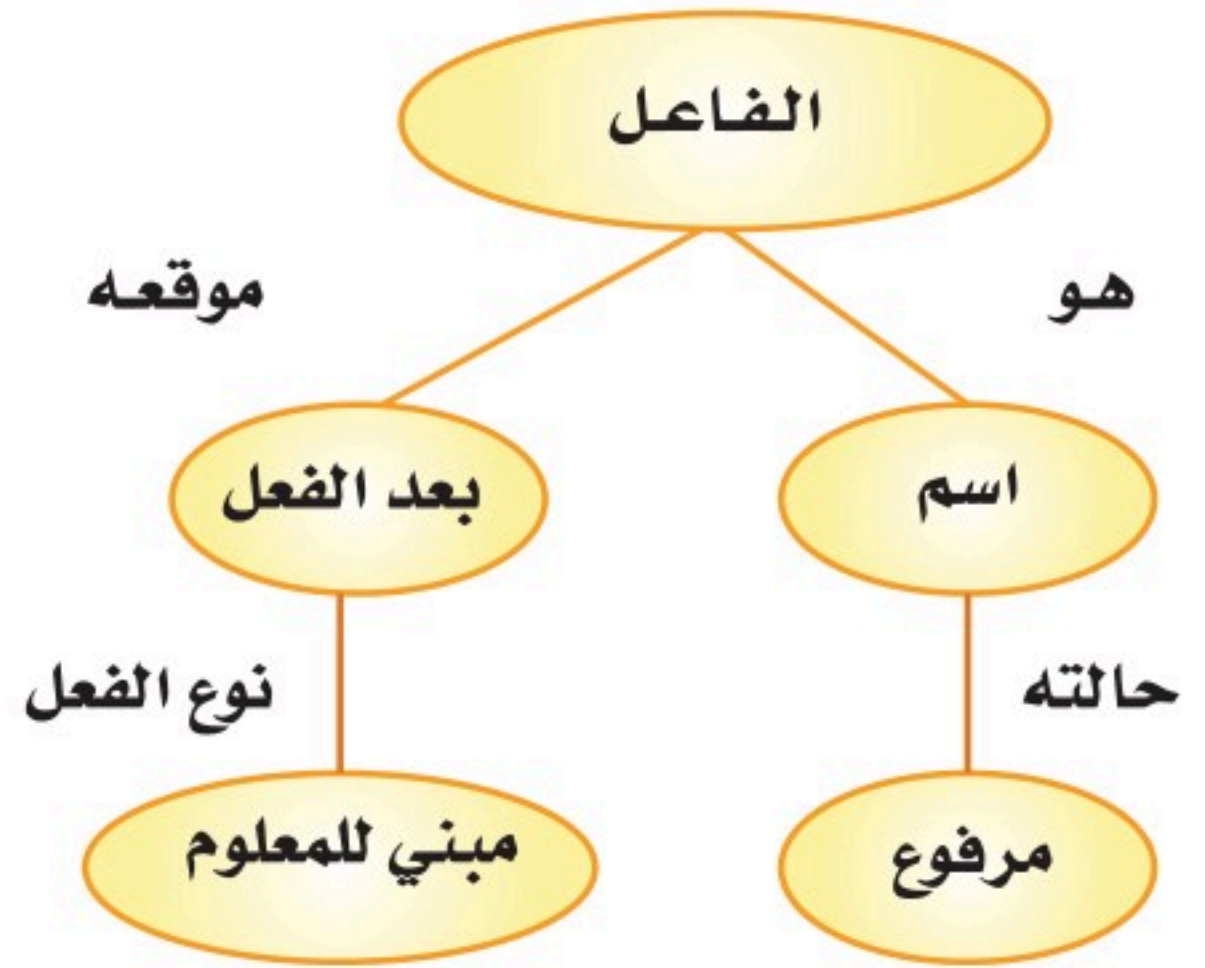 الفاعل
هو
موقعه
اسم
بعد الفعل
حالته
نوع الفعل
مرفوع
مبني للمعلوم